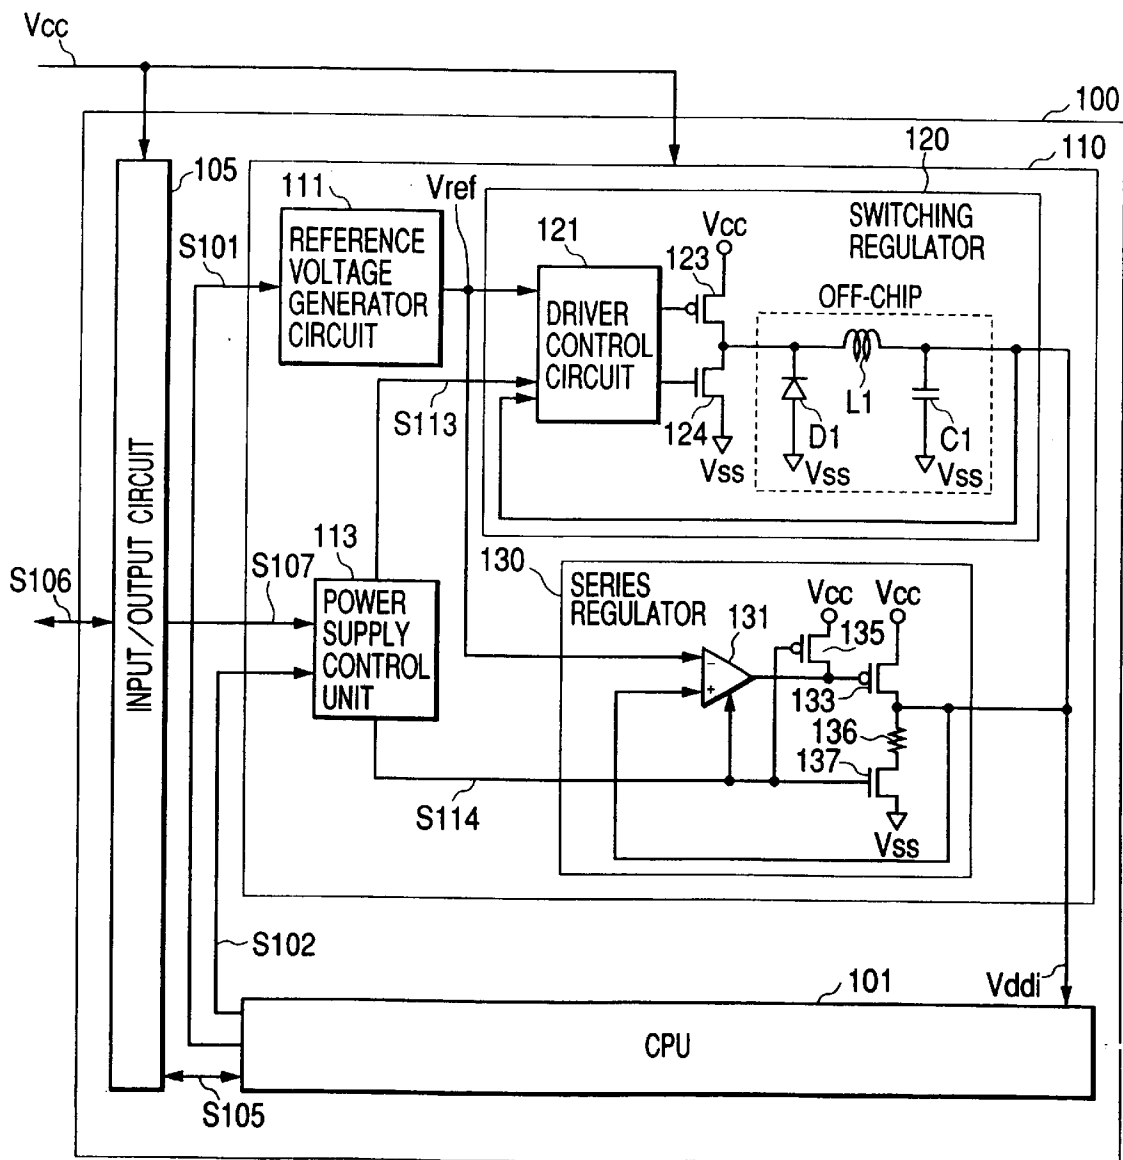 Vcc
100
120
110
105
111
Vref
SWITCHING
REGULATOR
S101
REFERENCE
VOLTAGE
GENERATOR
CIRCUIT
121
Vcc
123
OFF-CHIP
DRIVER
CONTROL
CIRCUIT
L1
S113
124
D1
C1
Vss
Vss
Vss
INPUT/OUTPUT CIRCUIT
113
130
SERIES
REGULATOR
Vcc
Vcc
S106
S107
POWER
SUPPLY
CONTROL
UNIT
131
135
-
+
133
136
137
S114
Vss
S102
101
Vddi
CPU
S105